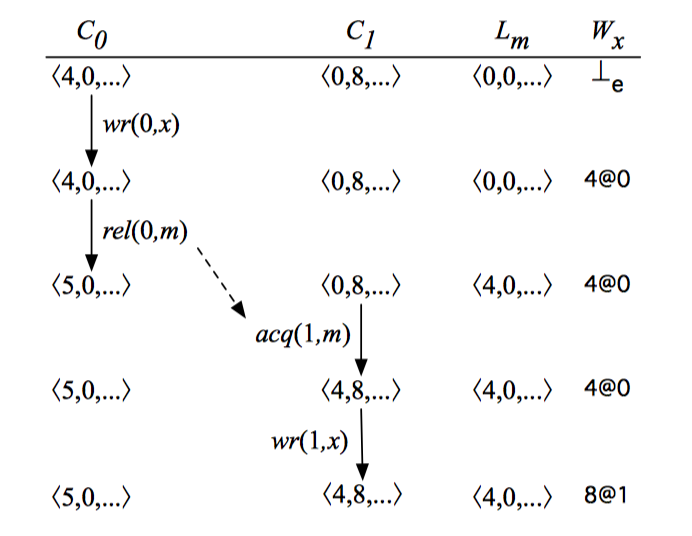 C0 C1 Lm Wx
⟨4,0,...⟩ ⟨0,8,...⟩ ⟨0,0,...⟩ ⊥e
wr(0,x)
⟨4,0,...⟩ ⟨0,8,...⟩ ⟨0,0,...⟩ 4@0
rel(0,m)
⟨5,0,...⟩ ⟨0,8,...⟩ ⟨4,0,...⟩ 4@0
acq(1,m)
⟨5,0,...⟩ ⟨4,8,...⟩ ⟨4,0,...⟩ 4@0
wr(1,x)
⟨5,0,...⟩ ⟨4,8,...⟩ ⟨4,0,...⟩ 8@1